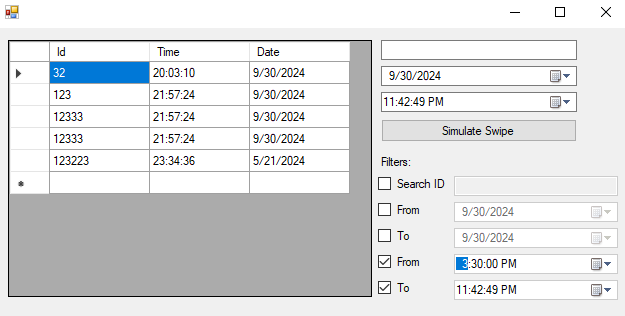 Id Time Date
32 20:03:10 9/30/2024
123 21:57:24 9/30/2024
12333 21:57:24 9/30/2024
12333 21:57:24 9/30/2024
123223 23:34:36 5/21/2024
9/30/2024
11:42:49 PM
Simulate Swipe
Filters:
Search ID
From 9/30/2024
To 9/30/2024
From 3:30:00 PM
To 11:42:49 PM